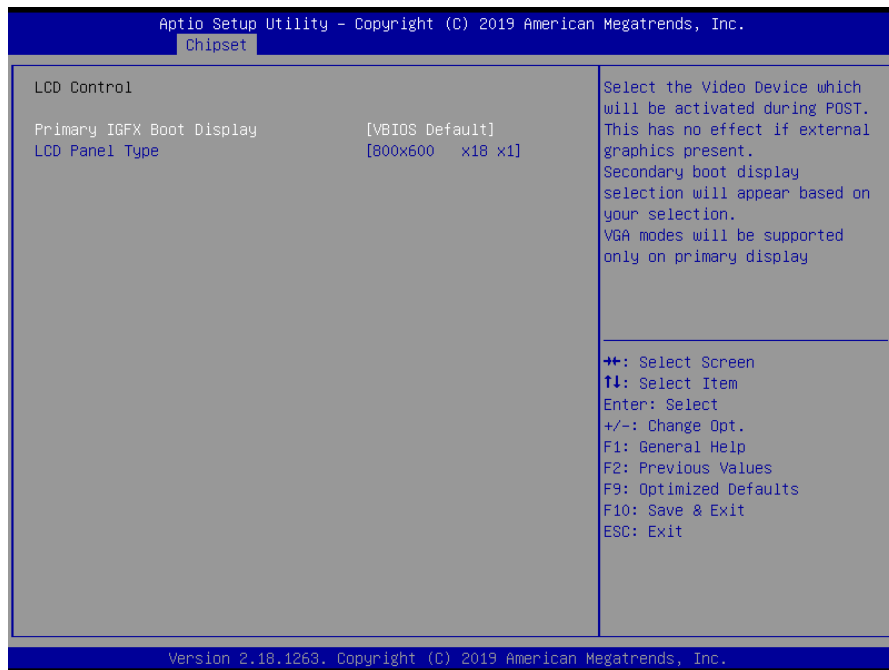 Aptio Setup Utility – Copyright (C) 2019 American Megatrends, Inc.
Chipset
LCD Control
Primary IGFX Boot Display [VBIOS Default]
LCD Panel Type [800x600 x18 x1]
Select the Video Device which
will be activated during POST.
This has no effect if external
graphics present.
Secondary boot display
selection will appear based on
your selection.
VGA modes will be supported
only on primary display
→←: Select Screen
↑↓: Select Item
Enter: Select
+/-: Change Opt.
F1: General Help
F2: Previous Values
F9: Optimized Defaults
F10: Save & Exit
ESC: Exit
Version 2.18.1263. Copyright (C) 2019 American Megatrends, Inc.